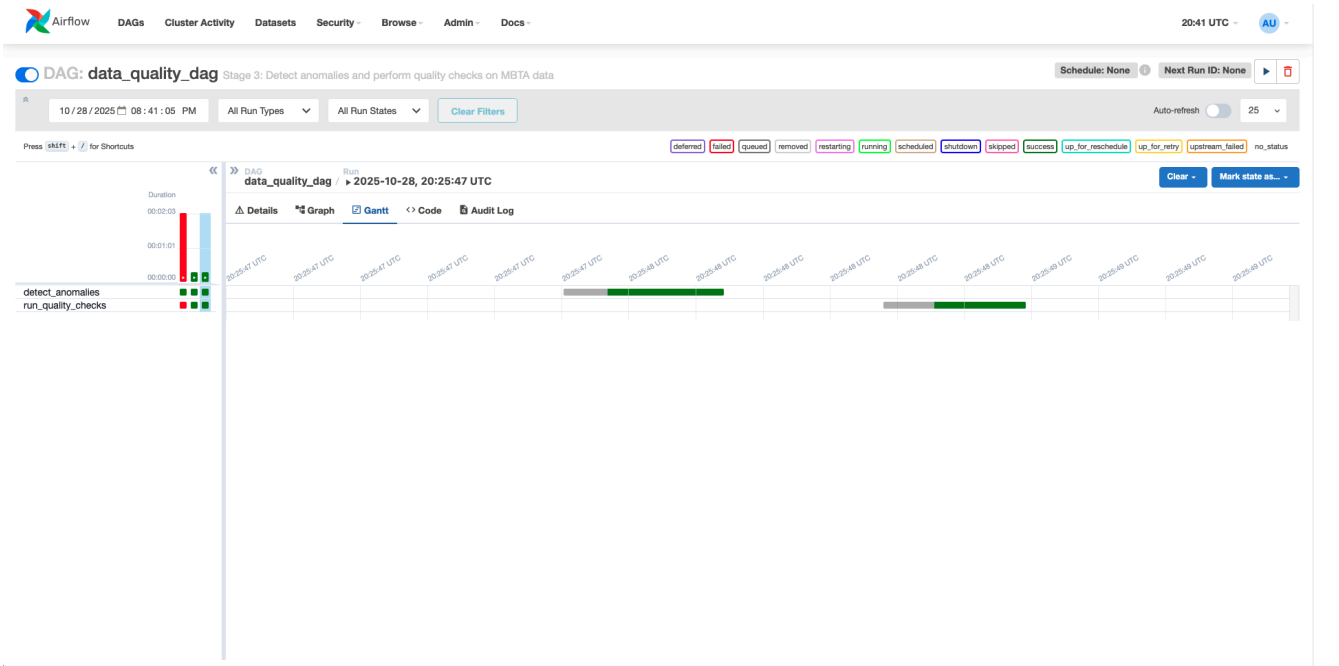 Airflow DAGs Cluster Activity Datasets Security Browse Admin Docs 20:41 UTC AU
DAG: data_quality_dag Stage 3: Detect anomalies and perform quality checks on MBTA data Schedule: None Next Run ID: None
10/28/2025 08:41:05 PM All Run Types All Run States Clear Filters Auto-refresh 25
Press shift + / for Shortcuts deferred failed queued removed restarting running scheduled shutdown skipped success up_for_reschedule up_for_retry upstream_failed no_status
DAG Run
data_quality_dag / 2025-10-28, 20:25:47 UTC Clear Mark state as...
Duration
00:02:03
Details Graph Gantt Code Audit Log
00:01:01
00:00:00
20:25:47 UTC 20:25:47 UTC 20:25:47 UTC 20:25:47 UTC 20:25:47 UTC 20:25:47 UTC 20:25:48 UTC 20:25:48 UTC 20:25:48 UTC 20:25:48 UTC 20:25:48 UTC 20:25:48 UTC 20:25:49 UTC 20:25:49 UTC 20:25:49 UTC 20:25:49 UTC
detect_anomalies
run_quality_checks